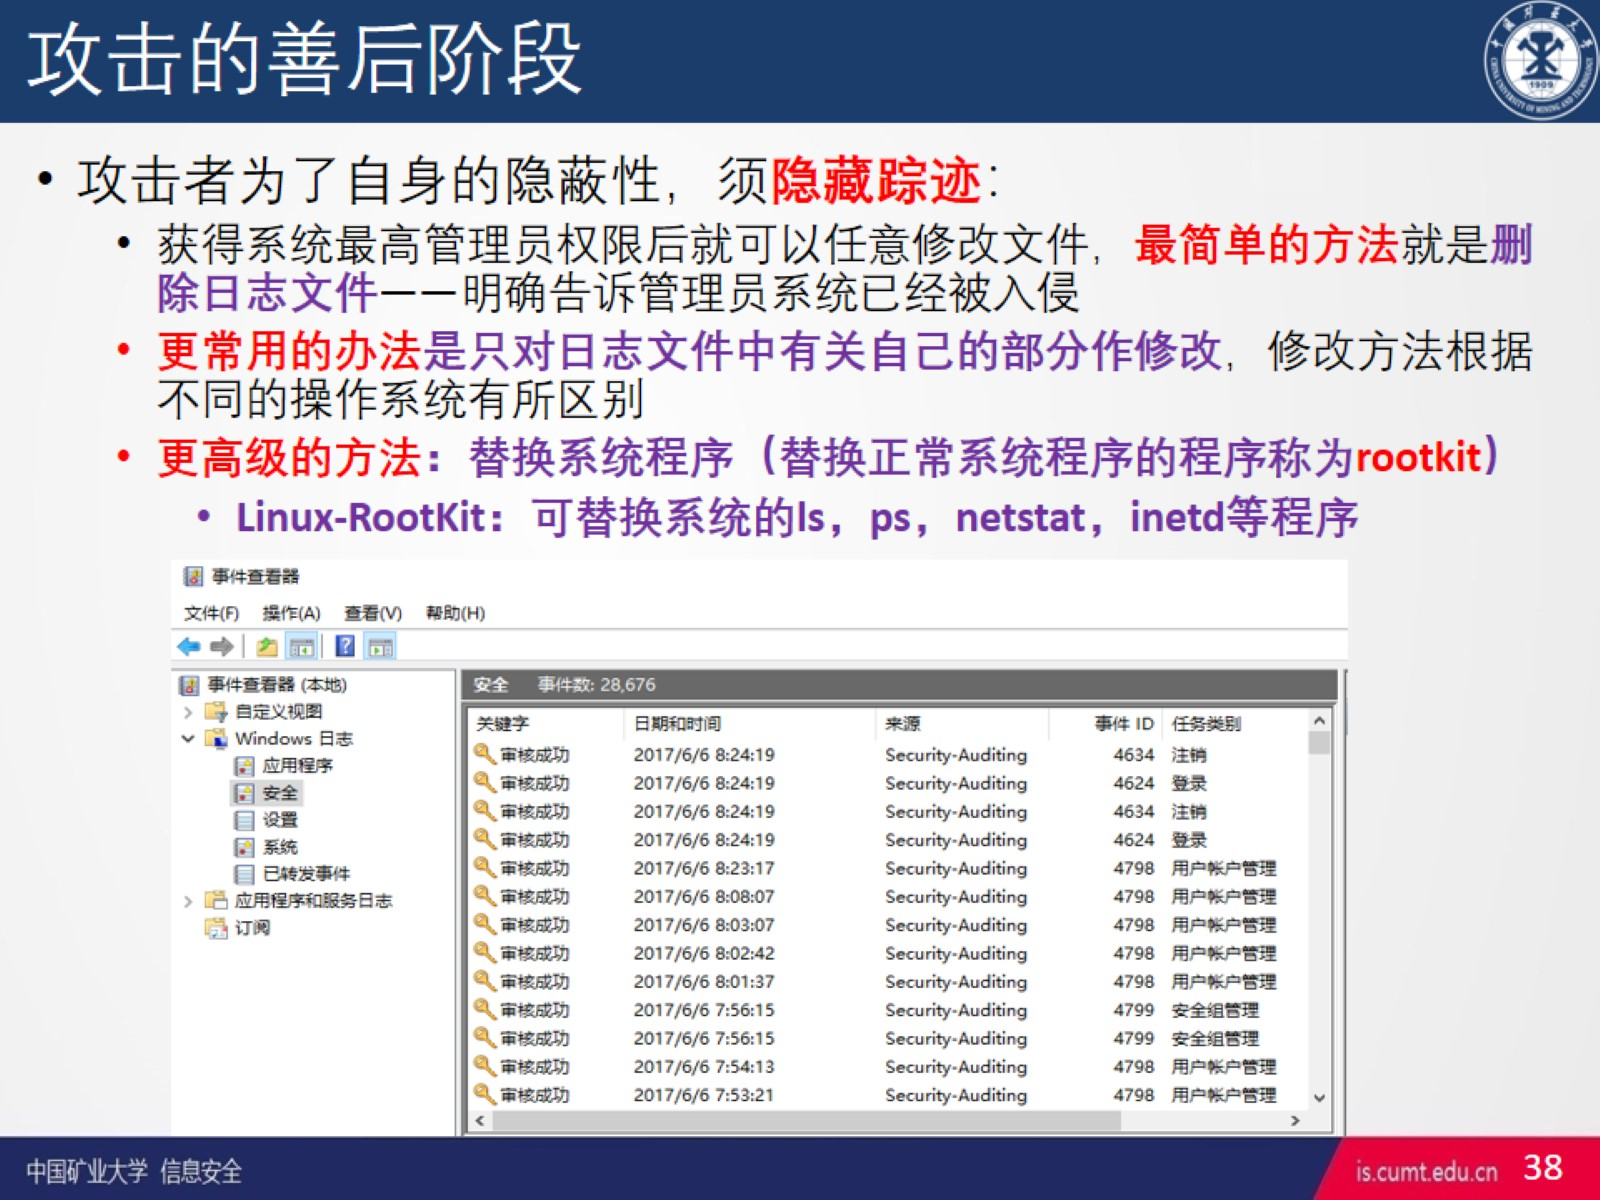 攻击的善后阶段
• 攻击者为了自身的隐蔽性，须隐藏踪迹：
• 获得系统最高管理员权限后就可以任意修改文件，最简单的方法就是删
除日志文件——明确告诉管理员系统已经被入侵
• 更常用的办法是只对日志文件中有关自己的部分作修改，修改方法根据
不同的操作系统有所区别
• 更高级的方法：替换系统程序（替换正常系统程序的程序称为rootkit）
• Linux-RootKit：可替换系统的ls，ps，netstat，inetd等程序
事件查看器
文件(F) 操作(A) 查看(V) 帮助(H)
事件查看器 (本地)
自定义视图
Windows 日志
应用程序
安全
设置
系统
已转发事件
应用程序和服务日志
订阅
安全 事件数: 28,676
关键字 日期和时间 来源 事件 ID 任务类别
审核成功 2017/6/6 8:24:19 Security-Auditing 4634 注销
审核成功 2017/6/6 8:24:19 Security-Auditing 4624 登录
审核成功 2017/6/6 8:24:19 Security-Auditing 4634 注销
审核成功 2017/6/6 8:24:19 Security-Auditing 4624 登录
审核成功 2017/6/6 8:23:17 Security-Auditing 4798 用户帐户管理
审核成功 2017/6/6 8:08:07 Security-Auditing 4798 用户帐户管理
审核成功 2017/6/6 8:03:07 Security-Auditing 4798 用户帐户管理
审核成功 2017/6/6 8:02:42 Security-Auditing 4798 用户帐户管理
审核成功 2017/6/6 8:01:37 Security-Auditing 4798 用户帐户管理
审核成功 2017/6/6 7:56:15 Security-Auditing 4799 安全组管理
审核成功 2017/6/6 7:56:15 Security-Auditing 4799 安全组管理
审核成功 2017/6/6 7:54:13 Security-Auditing 4798 用户帐户管理
审核成功 2017/6/6 7:53:21 Security-Auditing 4798 用户帐户管理
中国矿业大学 信息安全
is.cumt.edu.cn 38
1909
CHINA UNIVERSITY OF MINING AND TECHNOLOGY